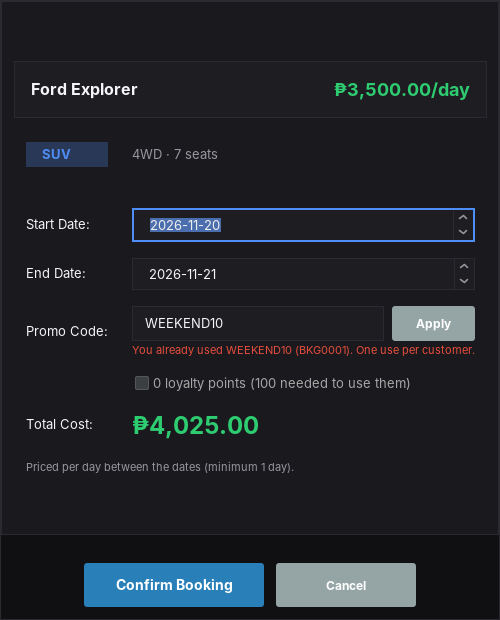 Ford Explorer
₱3,500.00/day
SUV
4WD · 7 seats
Start Date:
2026-11-20
End Date:
2026-11-21
Promo Code:
WEEKEND10
Apply
You already used WEEKEND10 (BKG0001). One use per customer.
0 loyalty points (100 needed to use them)
Total Cost:
₱4,025.00
Priced per day between the dates (minimum 1 day).
Confirm Booking
Cancel